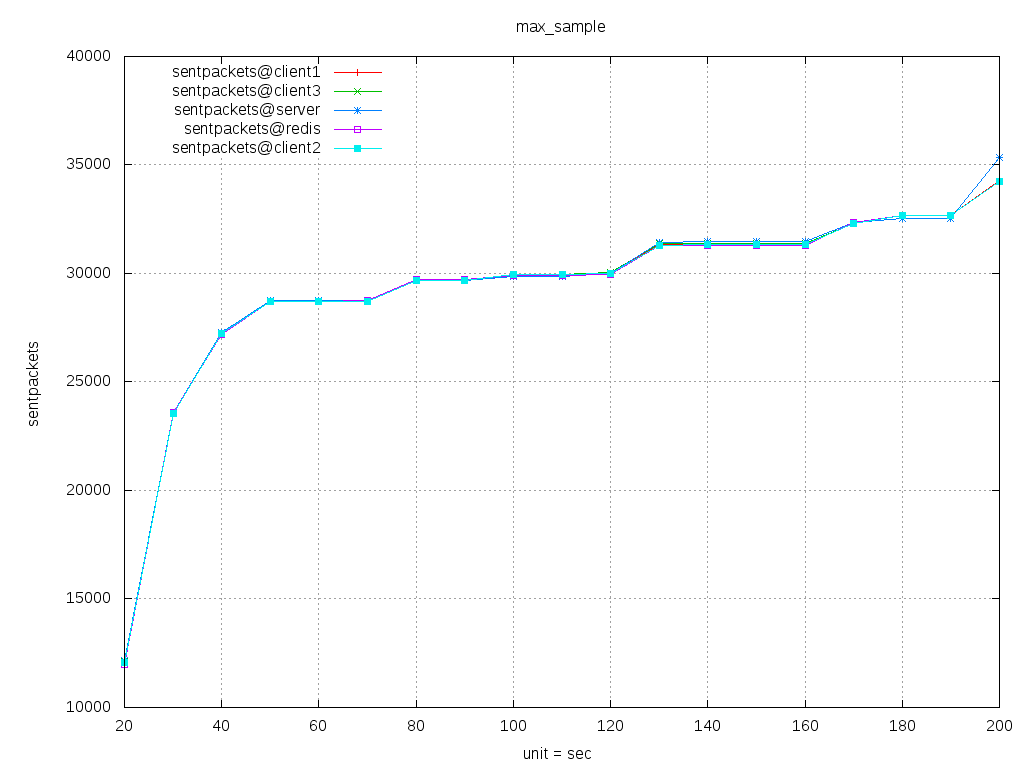 max_sample
40000
35000
30000
25000
20000
15000
10000
sentpackets
sentpackets@client1
sentpackets@client3
sentpackets@server
sentpackets@redis
sentpackets@client2
20 40 60 80 100 120 140 160 180 200
unit = sec